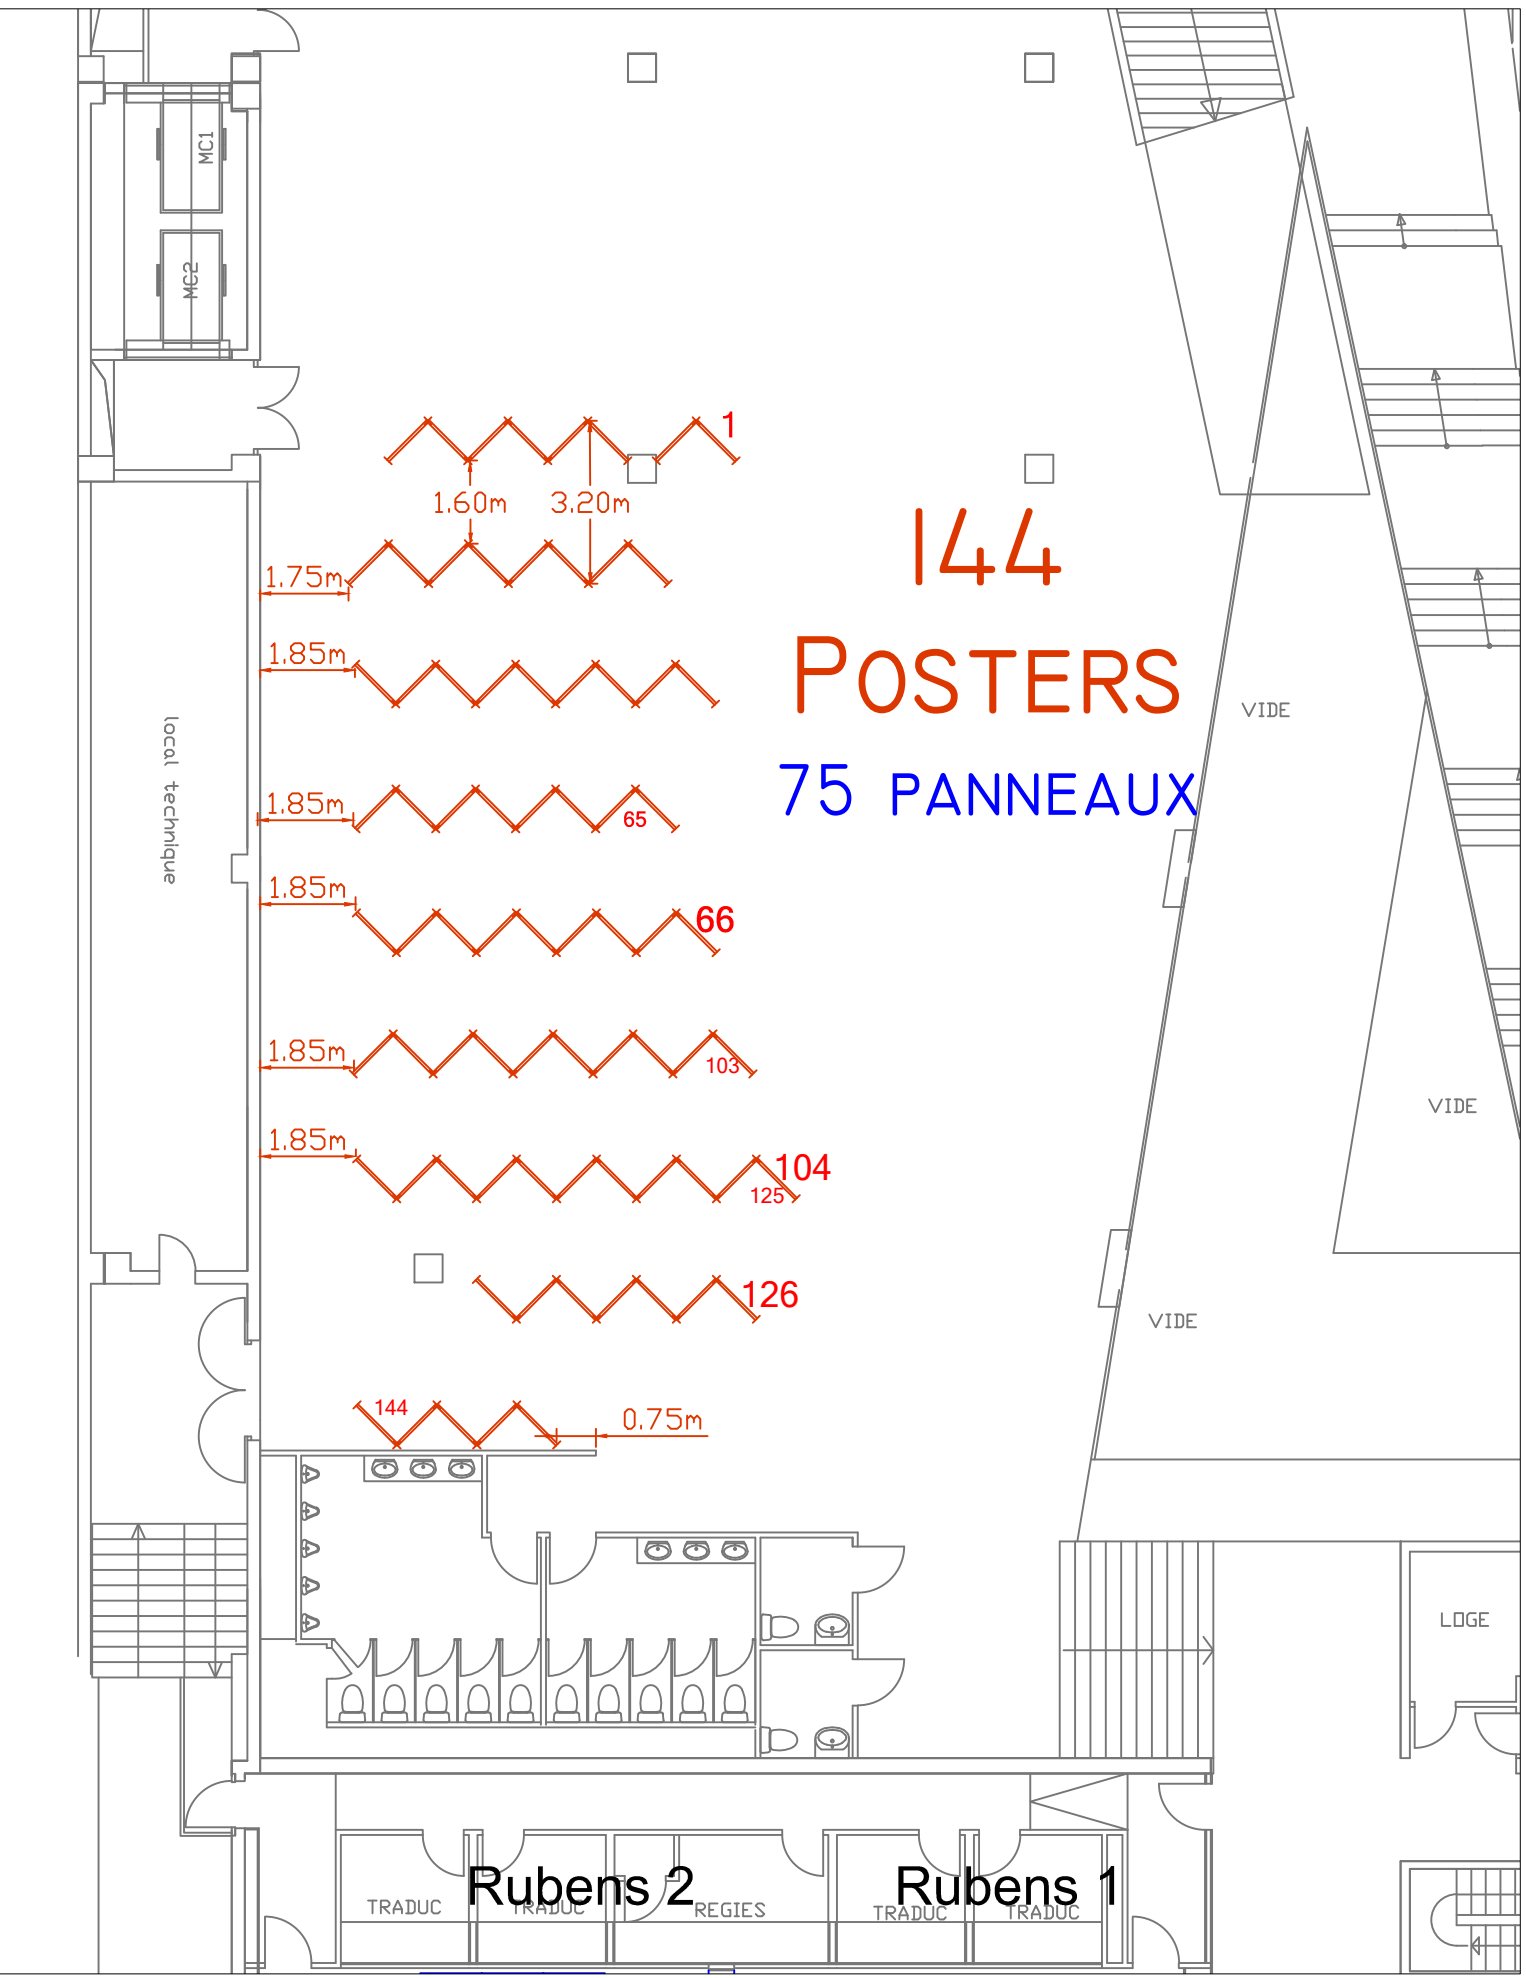 MC1
MC2
1
1.60m
3.20m
144
1.75m
POSTERS
1.85m
VIDE
75 PANNEAUX
local technique
1.85m
65
1.85m
66
1.85m
103
VIDE
1.85m
104
125
126
VIDE
144
0.75m
LOGE
Rubens 2
Rubens 1
TRADUC
TRADUC
REGIES
TRADUC
TRADUC